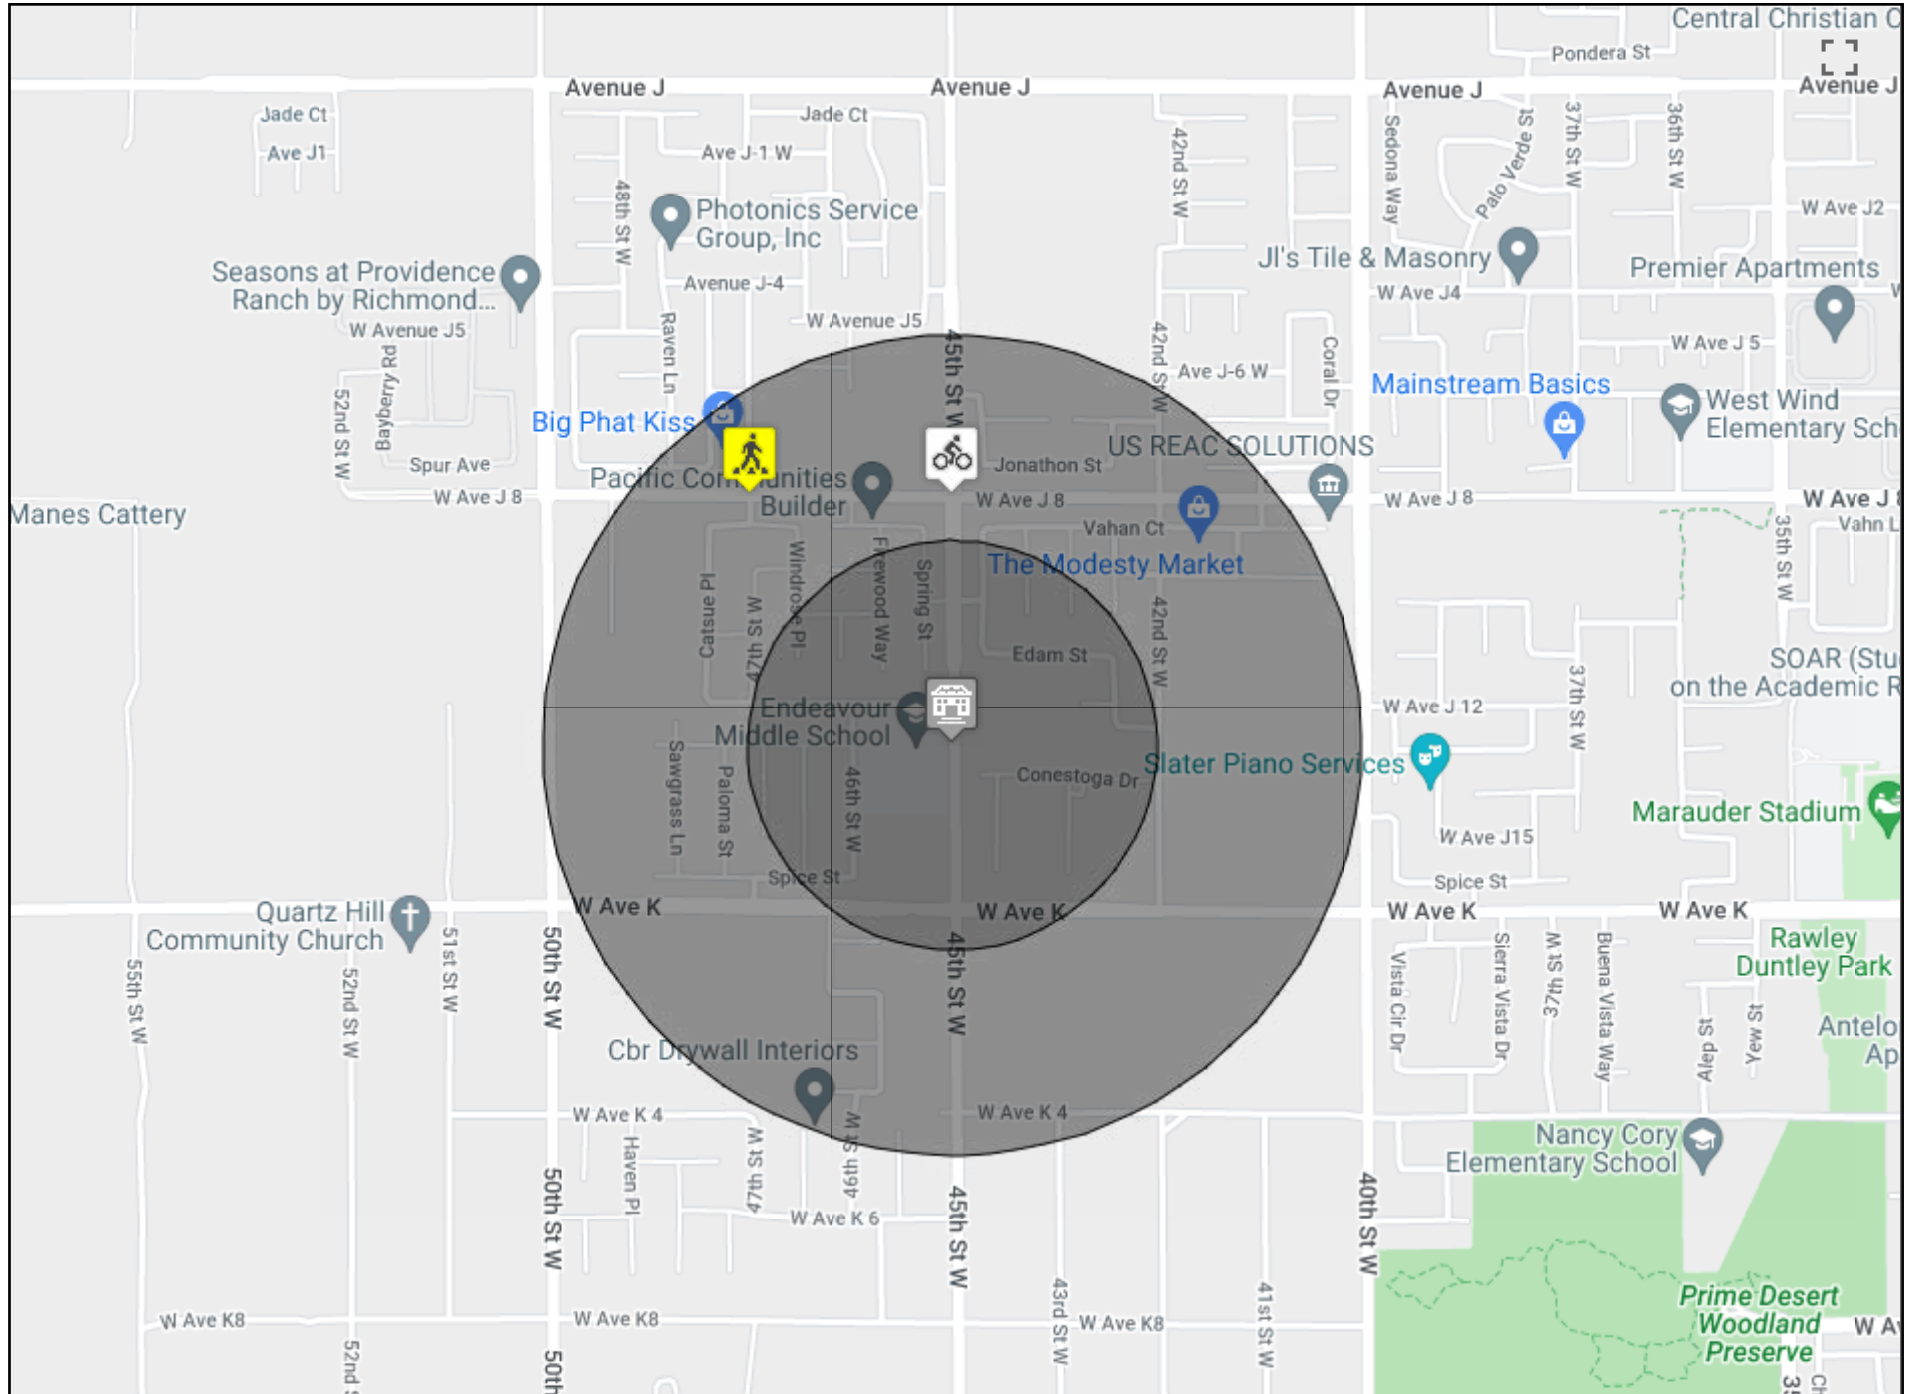 Central Christian C
Pondera St
Avenue J
Avenue J
Avenue J
Avenue J
Jade Ct
Jade Ct
Ave J1
Ave J-1 W
48th St W
42nd St W
Sedona Way
Palo Verde St
37th St W
36th St W
W Ave J2
Photonics Service
Group, Inc
Seasons at Providence
Ranch by Richmond...
Avenue J-4
Jl's Tile & Masonry
Premier Apartments
W Ave J4
W Avenue J5
W Avenue J5
Raven Ln
45th St W
42nd St W
Coral Dr
W Ave J 5
Bayberry Rd
52nd St W
Ave J-6 W
Mainstream Basics
Big Phat Kiss
West Wind
Elementary Sch
US REAC SOLUTIONS
Spur Ave
Jonathon St
Pacific Communities
Builder
W Ave J 8
W Ave J 8
W Ave J 8
W Ave J 8
Manes Cattery
Vahan Ct
Vahn L
35th St W
The Modesty Market
Catsue Pl
47th St W
Windrose Pl
Firewood Way
Spring St
42nd St W
Edam St
SOAR (Stu
on the Academic R
37th St W
W Ave J 12
Endeavour
Middle School
Slater Piano Services
Conestoga Dr
Sawgrass Ln
Paloma St
46th St W
Marauder Stadium
W Ave J15
Spice St
Spice St
W Ave K
W Ave K
W Ave K
W Ave K
Quartz Hill
Community Church
55th St W
52nd St W
51st St W
50th St W
45th St W
Vista Cir Dr
Sierra Vista Dr
37th St W
Buena Vista Way
Rawley
Duntley Park
Alep St
Yew St
Antelo
Ap
Cbr Drywall Interiors
W Ave K 4
W Ave K 4
Haven Pl
47th St W
46th St W
Nancy Cory
Elementary School
50th St W
45th St W
40th St W
W Ave K 6
Prime Desert
Woodland
Preserve
W Ave K8
W Ave K8
W Ave K8
W A
43rd St W
41st St W
52nd S
50th
35
Ch